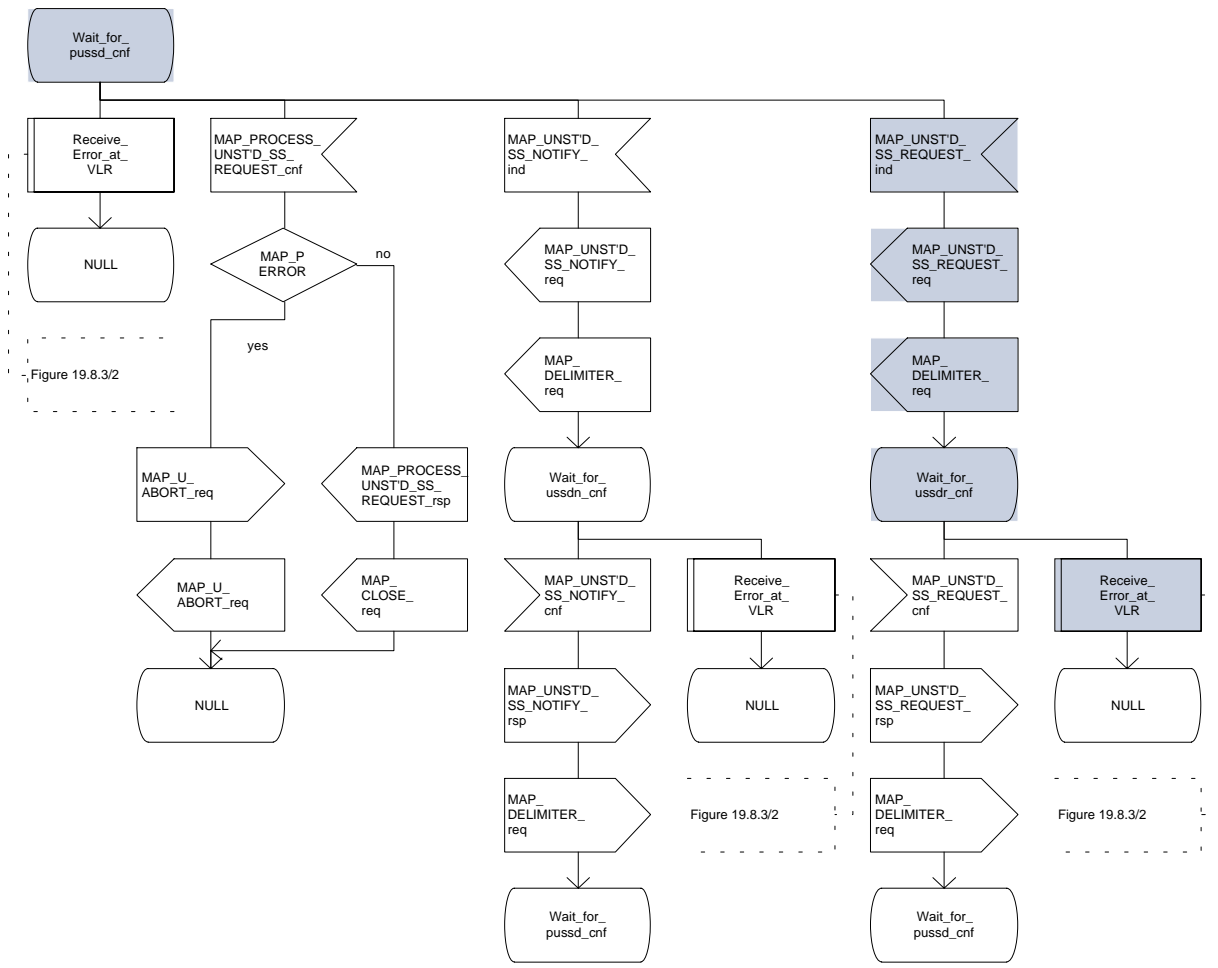 Wait_for_
pussd_cnf
Receive_
Error_at_
VLR
MAP_PROCESS_
UNST'D_SS_
REQUEST_cnf
MAP_UNST'D_
SS_NOTIFY_
ind
MAP_UNST'D_
SS_REQUEST_
ind
NULL
MAP_P
ERROR
no
yes
MAP_UNST'D_
SS_NOTIFY_
req
MAP_UNST'D_
SS_REQUEST_
req
Figure 19.8.3/2
MAP_
DELIMITER_
req
MAP_
DELIMITER_
req
MAP_U_
ABORT_req
MAP_PROCESS_
UNST'D_SS_
REQUEST_rsp
Wait_for_
ussdn_cnf
Wait_for_
ussdr_cnf
MAP_U_
ABORT_req
MAP_
CLOSE_
req
MAP_UNST'D_
SS_NOTIFY_
cnf
Receive_
Error_at_
VLR
MAP_UNST'D_
SS_REQUEST_
cnf
Receive_
Error_at_
VLR
NULL
MAP_UNST'D_
SS_NOTIFY_
rsp
NULL
MAP_UNST'D_
SS_REQUEST_
rsp
NULL
MAP_
DELIMITER_
req
Figure 19.8.3/2
MAP_
DELIMITER_
req
Figure 19.8.3/2
Wait_for_
pussd_cnf
Wait_for_
pussd_cnf